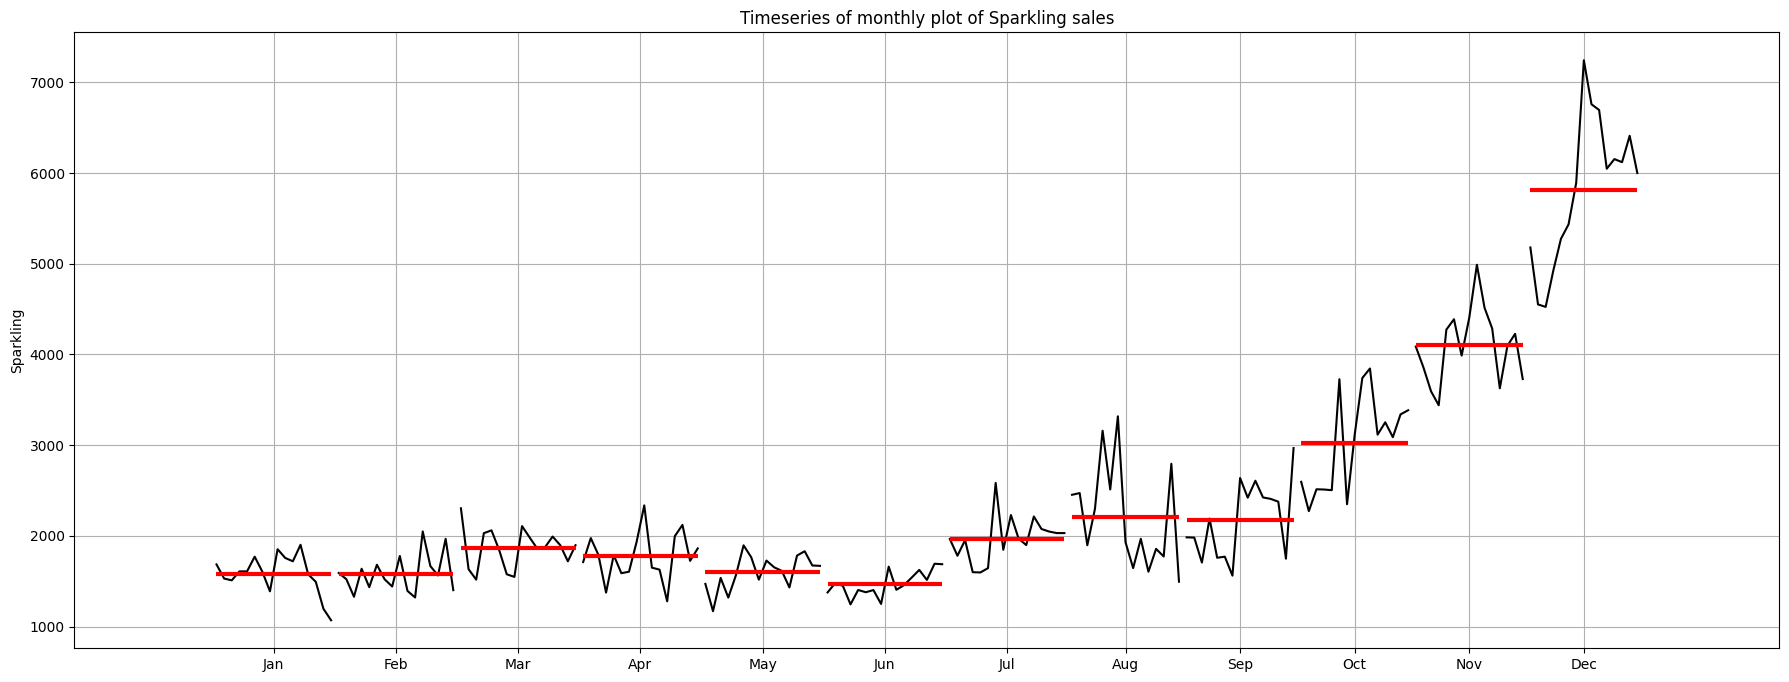 Timeseries of monthly plot of Sparkling sales
Sparkling
7000
6000
5000
4000
3000
2000
1000
Jan Feb Mar Apr May Jun Jul Aug Sep Oct Nov Dec